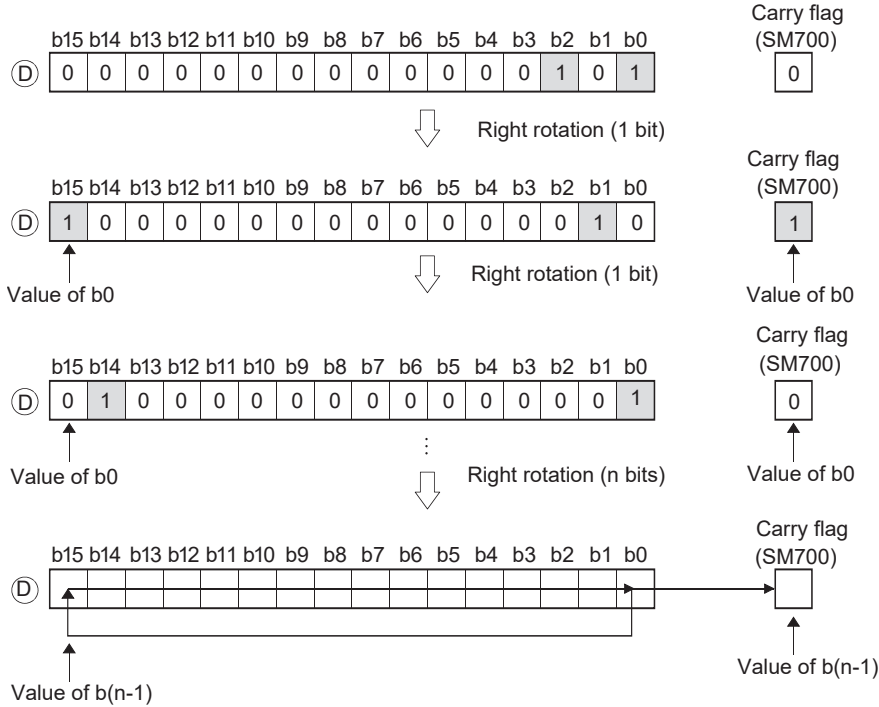 Carry flag
(SM700)
b15 b14 b13 b12 b11 b10 b9 b8 b7 b6 b5 b4 b3 b2 b1 b0
D 0 0 0 0 0 0 0 0 0 0 0 0 0 1 0 1 0
Right rotation (1 bit)
Carry flag
(SM700)
b15 b14 b13 b12 b11 b10 b9 b8 b7 b6 b5 b4 b3 b2 b1 b0
D 1 0 0 0 0 0 0 0 0 0 0 0 0 0 1 0 1
Right rotation (1 bit)
Value of b0 Value of b0
Carry flag
(SM700)
b15 b14 b13 b12 b11 b10 b9 b8 b7 b6 b5 b4 b3 b2 b1 b0
D 0 1 0 0 0 0 0 0 0 0 0 0 0 0 0 1 0
Value of b0 Right rotation (n bits) Value of b0
Carry flag
(SM700)
b15 b14 b13 b12 b11 b10 b9 b8 b7 b6 b5 b4 b3 b2 b1 b0
D
Value of b(n-1) Value of b(n-1)